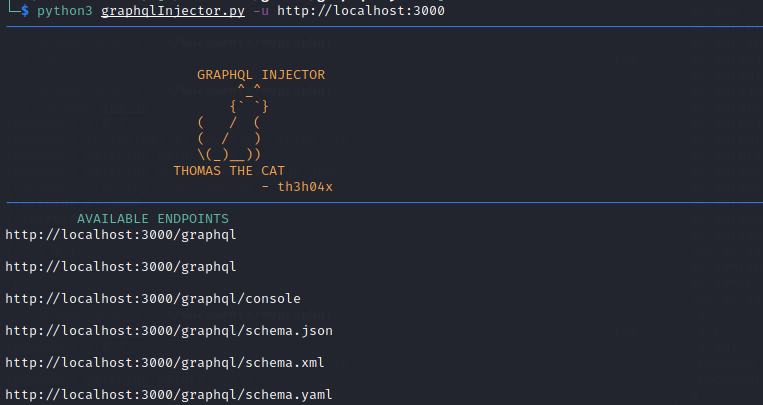 └─$ python3 graphqlInjector.py -u http://localhost:3000
GRAPHQL INJECTOR
^_^
{` `}
(   /  (
(  /   )
\(_)__))
THOMAS THE CAT
- th3h04x
AVAILABLE ENDPOINTS
http://localhost:3000/graphql
http://localhost:3000/graphql
http://localhost:3000/graphql/console
http://localhost:3000/graphql/schema.json
http://localhost:3000/graphql/schema.xml
http://localhost:3000/graphql/schema.yaml